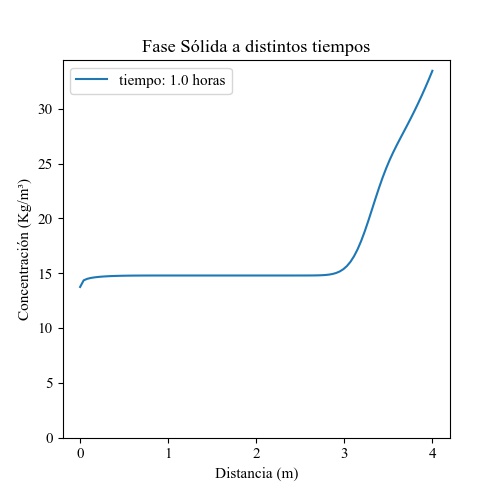 Fase Sólida a distintos tiempos
tiempo: 1.0 horas
Concentración (Kg/m³)
30
25
20
15
10
5
0
0 1 2 3 4
Distancia (m)